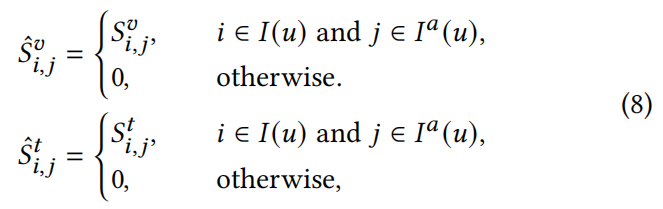 Ŝ^v_{i,j} = { S^v_{i,j}, i ∈ I(u) and j ∈ I^a(u),
0, otherwise.
(8)
Ŝ^t_{i,j} = { S^t_{i,j}, i ∈ I(u) and j ∈ I^a(u),
0, otherwise,